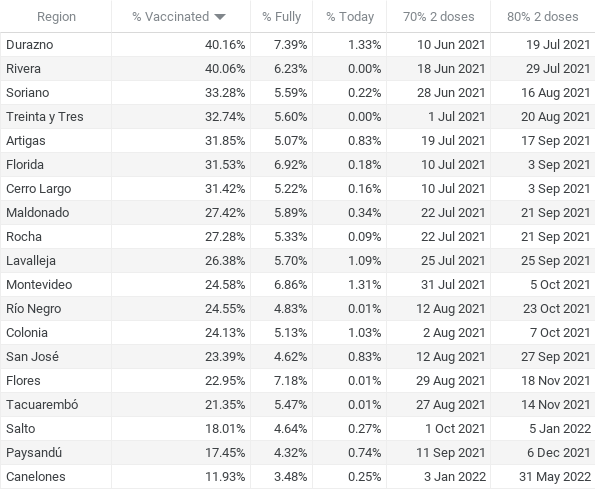 Region % Vaccinated % Fully % Today 70% 2 doses 80% 2 doses
Durazno 40.16% 7.39% 1.33% 10 Jun 2021 19 Jul 2021
Rivera 40.06% 6.23% 0.00% 18 Jun 2021 29 Jul 2021
Soriano 33.28% 5.59% 0.22% 28 Jun 2021 16 Aug 2021
Treinta y Tres 32.74% 5.60% 0.00% 1 Jul 2021 20 Aug 2021
Artigas 31.85% 5.07% 0.83% 19 Jul 2021 17 Sep 2021
Florida 31.53% 6.92% 0.18% 10 Jul 2021 3 Sep 2021
Cerro Largo 31.42% 5.22% 0.16% 10 Jul 2021 3 Sep 2021
Maldonado 27.42% 5.89% 0.34% 22 Jul 2021 21 Sep 2021
Rocha 27.28% 5.33% 0.09% 22 Jul 2021 21 Sep 2021
Lavalleja 26.38% 5.70% 1.09% 25 Jul 2021 25 Sep 2021
Montevideo 24.58% 6.86% 1.31% 31 Jul 2021 5 Oct 2021
Río Negro 24.55% 4.83% 0.01% 12 Aug 2021 23 Oct 2021
Colonia 24.13% 5.13% 1.03% 2 Aug 2021 7 Oct 2021
San José 23.39% 4.62% 0.83% 12 Aug 2021 27 Sep 2021
Flores 22.95% 7.18% 0.01% 29 Aug 2021 18 Nov 2021
Tacuarembó 21.35% 5.47% 0.01% 27 Aug 2021 14 Nov 2021
Salto 18.01% 4.64% 0.27% 1 Oct 2021 5 Jan 2022
Paysandú 17.45% 4.32% 0.74% 11 Sep 2021 6 Dec 2021
Canelones 11.93% 3.48% 0.25% 3 Jan 2022 31 May 2022